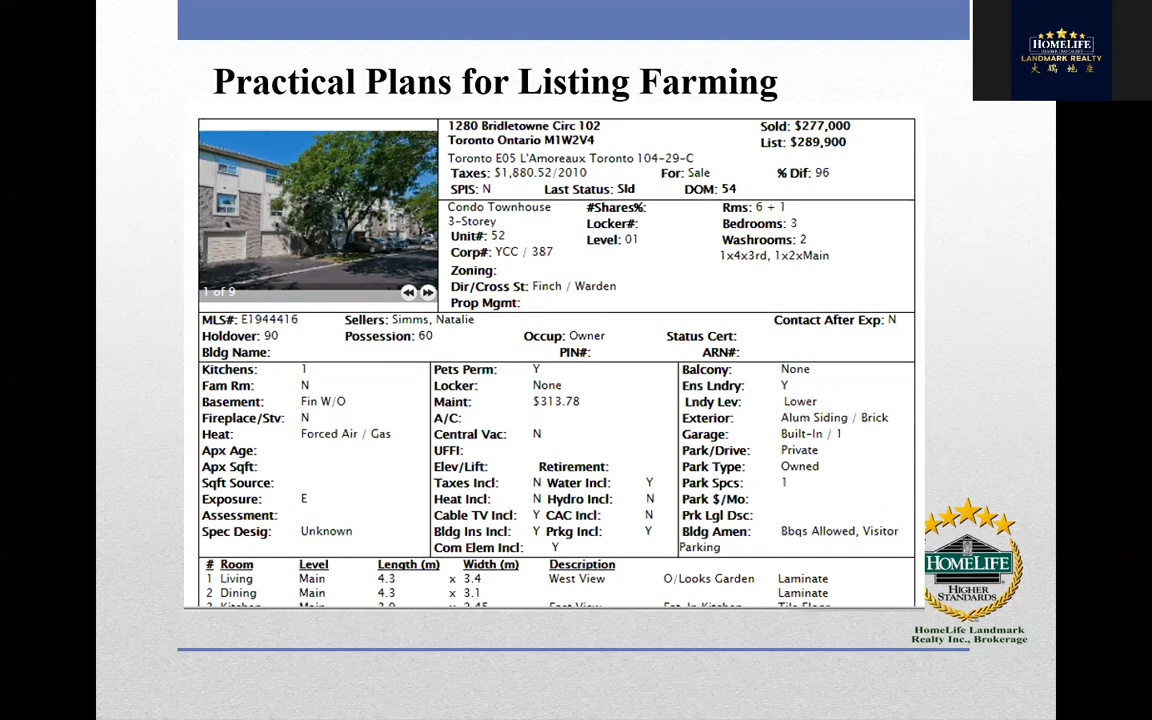 HOMELIFE
HIGHER STANDARDS
LANDMARK REALTY
大鵬地產
Practical Plans for Listing Farming
1280 Bridletowne Circ 102 Sold: $277,000
Toronto Ontario M1W2V4 List: $289,900
Toronto E05 L'Amoreaux Toronto 104-29-C
Taxes: $1,880.52/2010 For: Sale % Dif: 96
SPIS: N Last Status: Sld DOM: 54
Condo Townhouse #Shares%: Rms: 6 + 1
3-Storey Locker#: Bedrooms: 3
Unit#: 52 Level: 01 Washrooms: 2
Corp#: YCC / 387 1x4x3rd, 1x2xMain
Zoning:
Dir/Cross St: Finch / Warden
Prop Mgmt:
1 of 9
MLS#: E1944416 Sellers: Simms, Natalie Contact After Exp: N
Holdover: 90 Possession: 60 Occup: Owner Status Cert:
Bldg Name: PIN#: ARN#:
Kitchens: 1 Pets Perm: Y Balcony: None
Fam Rm: N Locker: None Ens Lndry: Y
Basement: Fin W/O Maint: $313.78 Lndy Lev: Lower
Fireplace/Stv: N A/C: Exterior: Alum Siding / Brick
Heat: Forced Air / Gas Central Vac: N Garage: Built-In / 1
Apx Age: UFFI: Park/Drive: Private
Apx Sqft: Elev/Lift: Retirement: Park Type: Owned
Sqft Source: Taxes Incl: N Water Incl: Y Park Spcs: 1
Exposure: E Heat Incl: N Hydro Incl: N Park $/Mo:
Assessment: Cable TV Incl: Y CAC Incl: N Prk Lgl Dsc:
Spec Desig: Unknown Bldg Ins Incl: Y Prkg Incl: Y Bldg Amen: Bbqs Allowed, Visitor
Com Elem Incl: Y Parking
# Room Level Length (m) Width (m) Description
1 Living Main 4.3 x 3.4 West View O/Looks Garden Laminate
2 Dining Main 4.3 x 3.1 Laminate
HOMELIFE
HIGHER
STANDARDS
HomeLife Landmark
Realty Inc., Brokerage